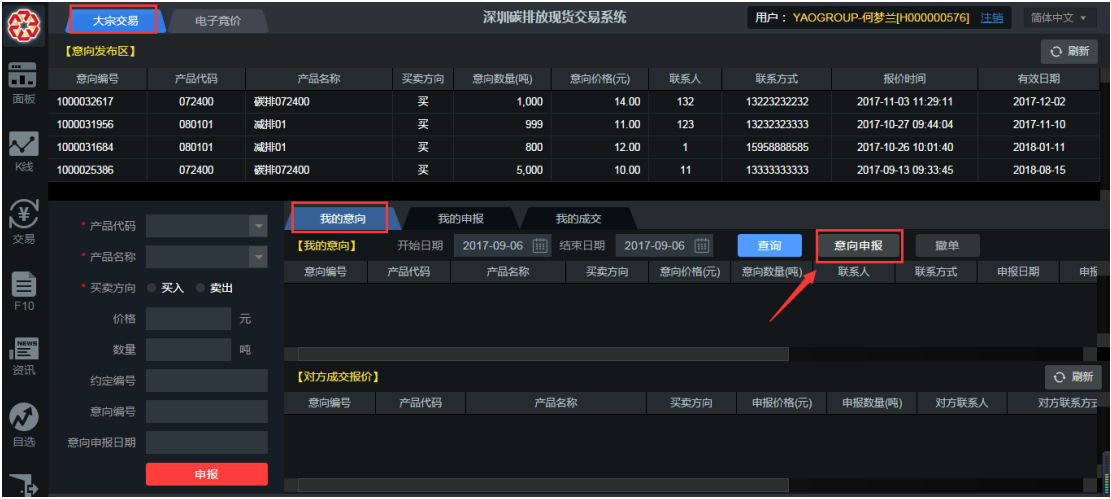 大宗交易 电子竞价 深圳碳排放现货交易系统 用户： YAOGROUP-何梦兰[H000000576] 注销 简体中文
【意向发布区】 刷新
意向编号 产品代码 产品名称 买卖方向 意向数量(吨) 意向价格(元) 联系人 联系方式 报价时间 有效日期
1000032617 072400 碳排072400 买 1,000 14.00 132 13223232232 2017-11-03 11:29:11 2017-12-02
1000031956 080101 减排01 买 999 11.00 123 13232323333 2017-10-27 09:44:04 2017-11-10
1000031684 080101 减排01 买 800 12.00 1 15958888585 2017-10-26 10:01:40 2018-01-11
1000025386 072400 碳排072400 买 5,000 10.00 11 13333333333 2017-09-13 09:33:45 2018-08-15
面板
K线
交易
F10
NEWS
资讯
自选
* 产品代码
* 产品名称
* 买卖方向 买入 卖出
价格 元
数量 吨
约定编号
意向编号
意向申报日期
申报
我的意向 我的申报 我的成交
【我的意向】 开始日期 2017-09-06 结束日期 2017-09-06 查询 意向申报 撤单
意向编号 产品代码 产品名称 买卖方向 意向价格(元) 意向数量(吨) 联系人 联系方式 申报日期 申报
【对方成交报价】 刷新
意向编号 产品代码 产品名称 买卖方向 申报价格(元) 申报数量(吨) 对方联系人 对方联系方式